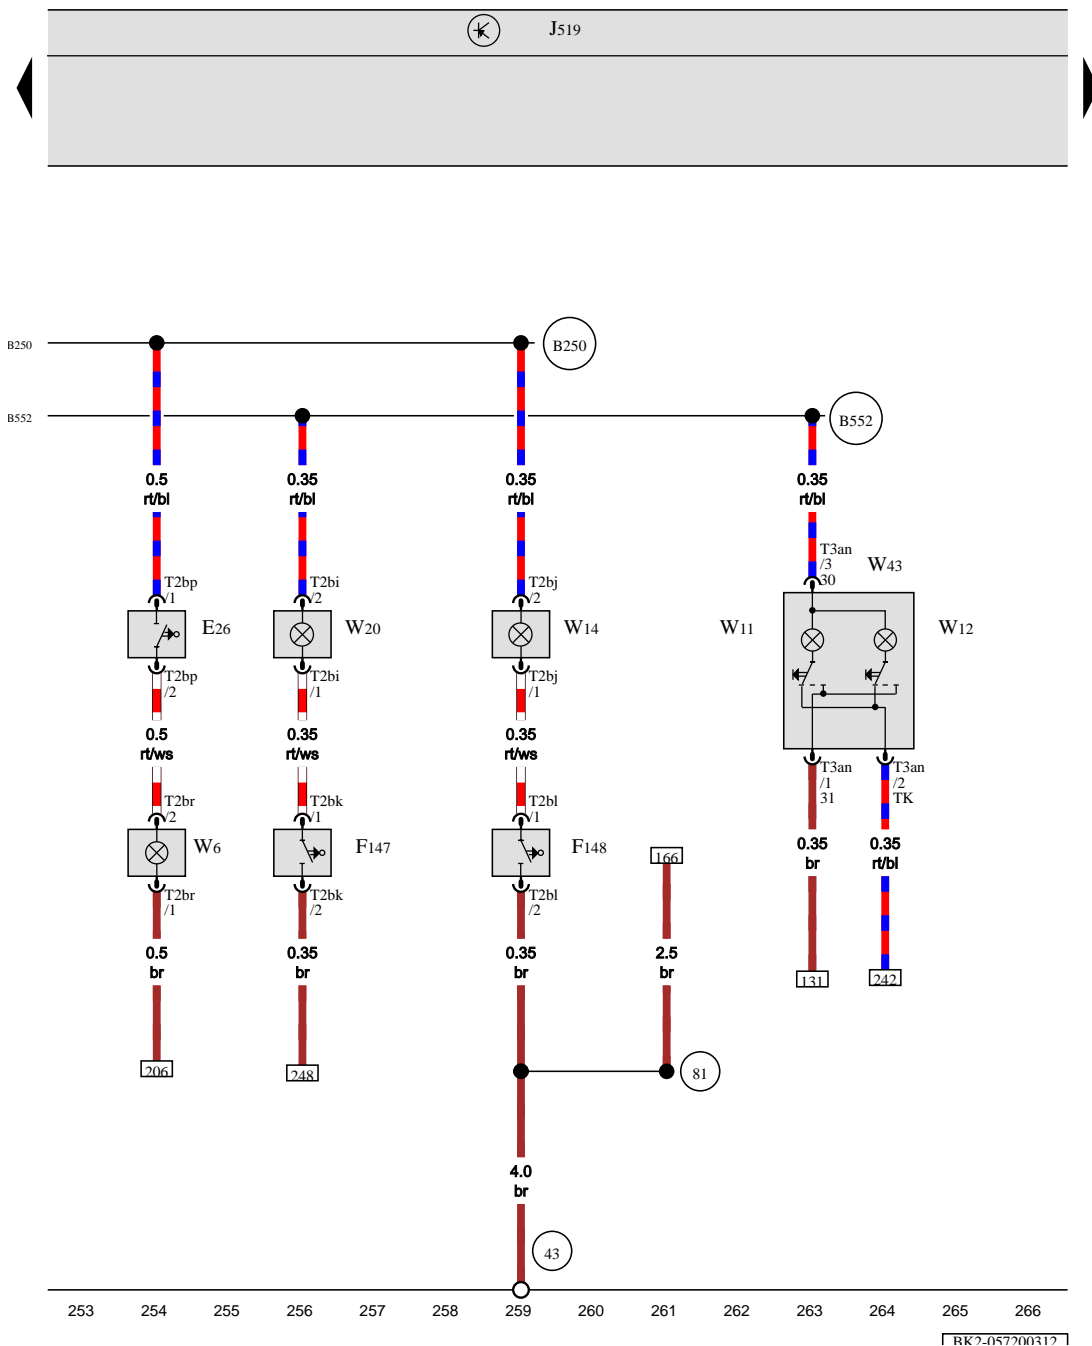 J519
B250
B250
B552
B552
0.5
rt/bl
0.35
rt/bl
0.35
rt/bl
0.35
rt/bl
T3an
/3
30
W43
T2bp
/1
T2bi
/2
T2bj
/2
E26
W20
W14
W11
W12
T2bp
/2
T2bi
/1
T2bj
/1
0.5
rt/ws
0.35
rt/ws
0.35
rt/ws
T3an
/1
31
T3an
/2
TK
T2br
/2
T2bk
/1
T2bl
/1
W6
F147
F148
166
0.35
br
0.35
rt/bl
T2br
/1
T2bk
/2
T2bl
/2
0.5
br
0.35
br
0.35
br
2.5
br
131
242
206
248
81
4.0
br
43
253 254 255 256 257 258 259 260 261 262 263 264 265 266
BK2-057200312